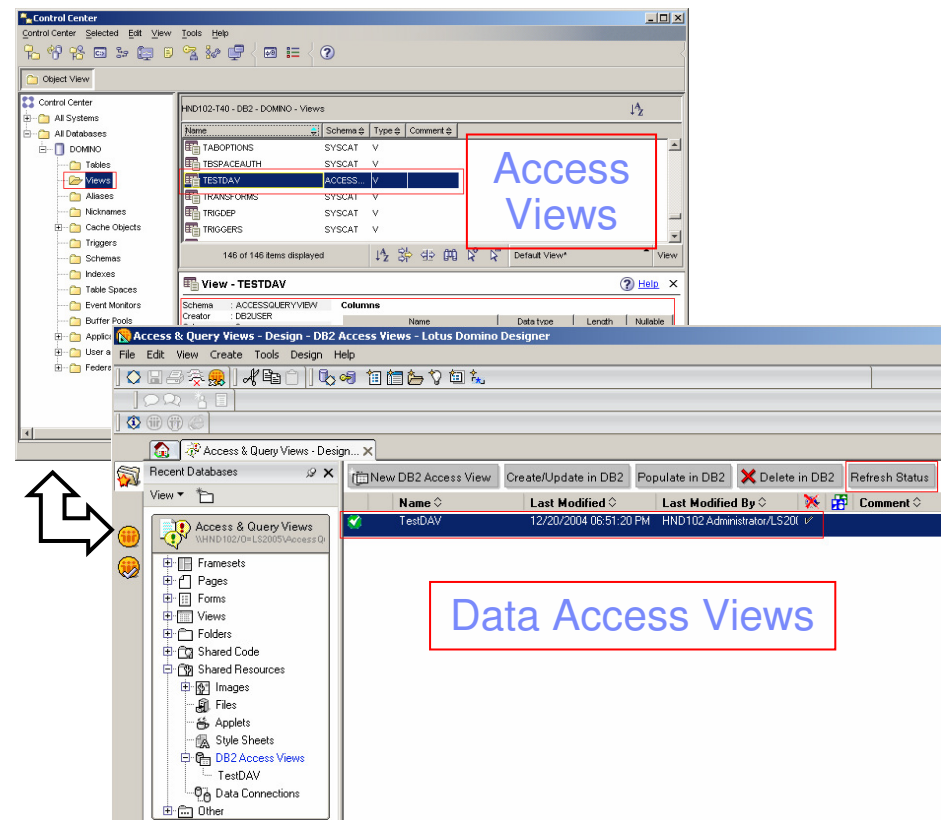 Control Center
Control Center Selected Edit View Tools Help
Object View
Control Center
All Systems
All Databases
DOMINO
Tables
Views
Aliases
Nicknames
Cache Objects
Triggers
Schemas
Indexes
Table Spaces
Event Monitors
Buffer Pools
Applic
User a
Federa
HND102-T40 - DB2 - DOMINO - Views
Name Schema Type Comment
TABOPTIONS SYSCAT V
TBSPACEAUTH SYSCAT V
TESTDAV ACCESS... V
TRANSFORMS SYSCAT V
TRIGDEP SYSCAT V
TRIGGERS SYSCAT V
Access
Views
146 of 146 items displayed Default View* View
View - TESTDAV Help
Schema : ACCESSQUERYVIEW Columns
Creator : DB2USER
Name Data type Length Nullable
Access & Query Views - Design - DB2 Access Views - Lotus Domino Designer
File Edit View Create Tools Design Help
Access & Query Views - Design...
Recent Databases
View
Access & Query Views
\\HND102/O=LS2005\Access Q
Framesets
Pages
Forms
Views
Folders
Shared Code
Shared Resources
Images
Files
Applets
Style Sheets
DB2 Access Views
TestDAV
Data Connections
Other
New DB2 Access View Create/Update in DB2 Populate in DB2 Delete in DB2 Refresh Status
Name Last Modified Last Modified By Comment
TestDAV 12/20/2004 06:51:20 PM HND102 Administrator/LS20(
Data Access Views